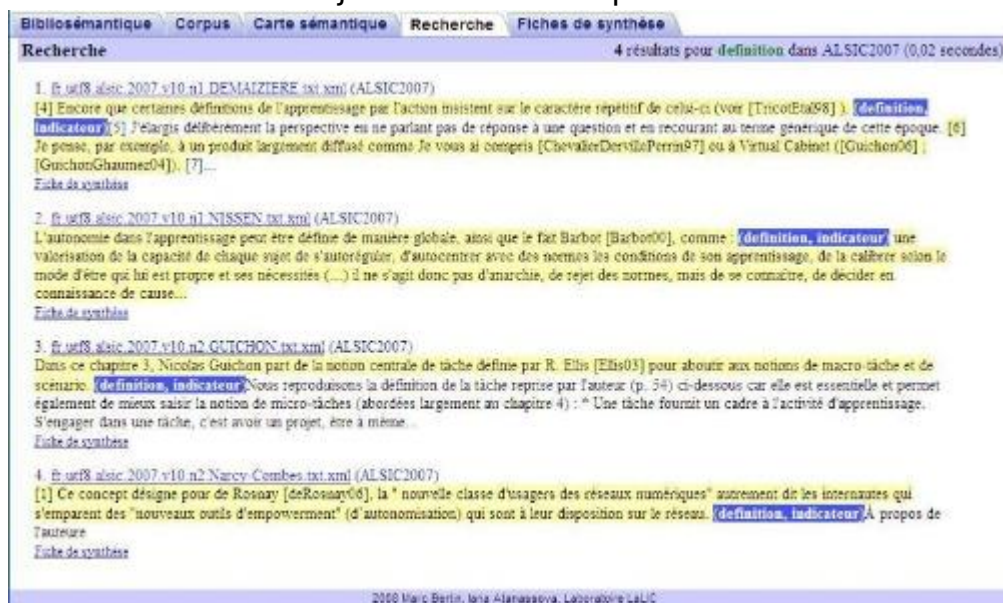 Bibliosémantique Corpus Carte sémantique Recherche Fiches de synthèse
Recherche 4 résultats pour definition dans ALSIC2007 (0,02 secondes)
1. fr.utf8.alsic.2007.v10.n1.DEMAIZIERE.txt.xml (ALSIC2007)
[4] Encore que certaines définitions de l'apprentissage par l'action insistent sur le caractère répétitif de celui-ci (voir [TricotEtal98] ). (definition,
indicateur)[5] J'élargis délibérement la perspective en ne parlant pas de réponse à une question et en recourant au terme générique de cette époque. [6]
Je pense, par exemple, à un produit largement diffusé comme Je vous ai compris [ChevalierDervillePerrin97] ou à Virtual Cabinet ([Guichon06] ;
[GuichonGhaumez04]). [7]...
Fiche de synthèse
2. fr.utf8.alsic.2007.v10.n1.NISSEN.txt.xml (ALSIC2007)
L'autonomie dans l'apprentissage peut être définie de manière globale, ainsi que le fait Barbot [Barbot00], comme : (definition, indicateur) une
valorisation de la capacité de chaque sujet de s'autoréguler, d'autocentrer avec des normes les conditions de son apprentissage, de la calibrer selon le
mode d'être qui lui est propre et ses nécessités (...) il ne s'agit donc pas d'anarchie, de rejet des normes, mais de se connaître, de décider en
connaissance de cause...
Fiche de synthèse
3. fr.utf8.alsic.2007.v10.n2.GUICHON.txt.xml (ALSIC2007)
Dans ce chapitre 3, Nicolas Guichon part de la notion centrale de tâche définie par R. Ellis [Ellis03] pour aboutir aux notions de macro-tâche et de
scénario. (definition, indicateur)Nous reproduisons la définition de la tâche reprise par l'auteur (p. 54) ci-dessous car elle est essentielle et permet
également de mieux saisir la notion de micro-tâches (abordées largement au chapitre 4) : * Une tâche fournit un cadre à l'activité d'apprentissage.
S'engager dans une tâche, c'est avoir un projet, être à même...
Fiche de synthèse
4. fr.utf8.alsic.2007.v10.n2.Narcy-Combes.txt.xml (ALSIC2007)
[1] Ce concept désigne pour de Rosnay [deRosnay06], la " nouvelle classe d'usagers des réseaux numériques" autrement dit les internautes qui
s'emparent des "nouveaux outils d'empowerment" (d'autonomisation) qui sont à leur disposition sur le réseau. (definition, indicateur)À propos de
l'auteure
Fiche de synthèse
2008 Marc Bertin, Iana Atanassova, Laboratoire LaLIC